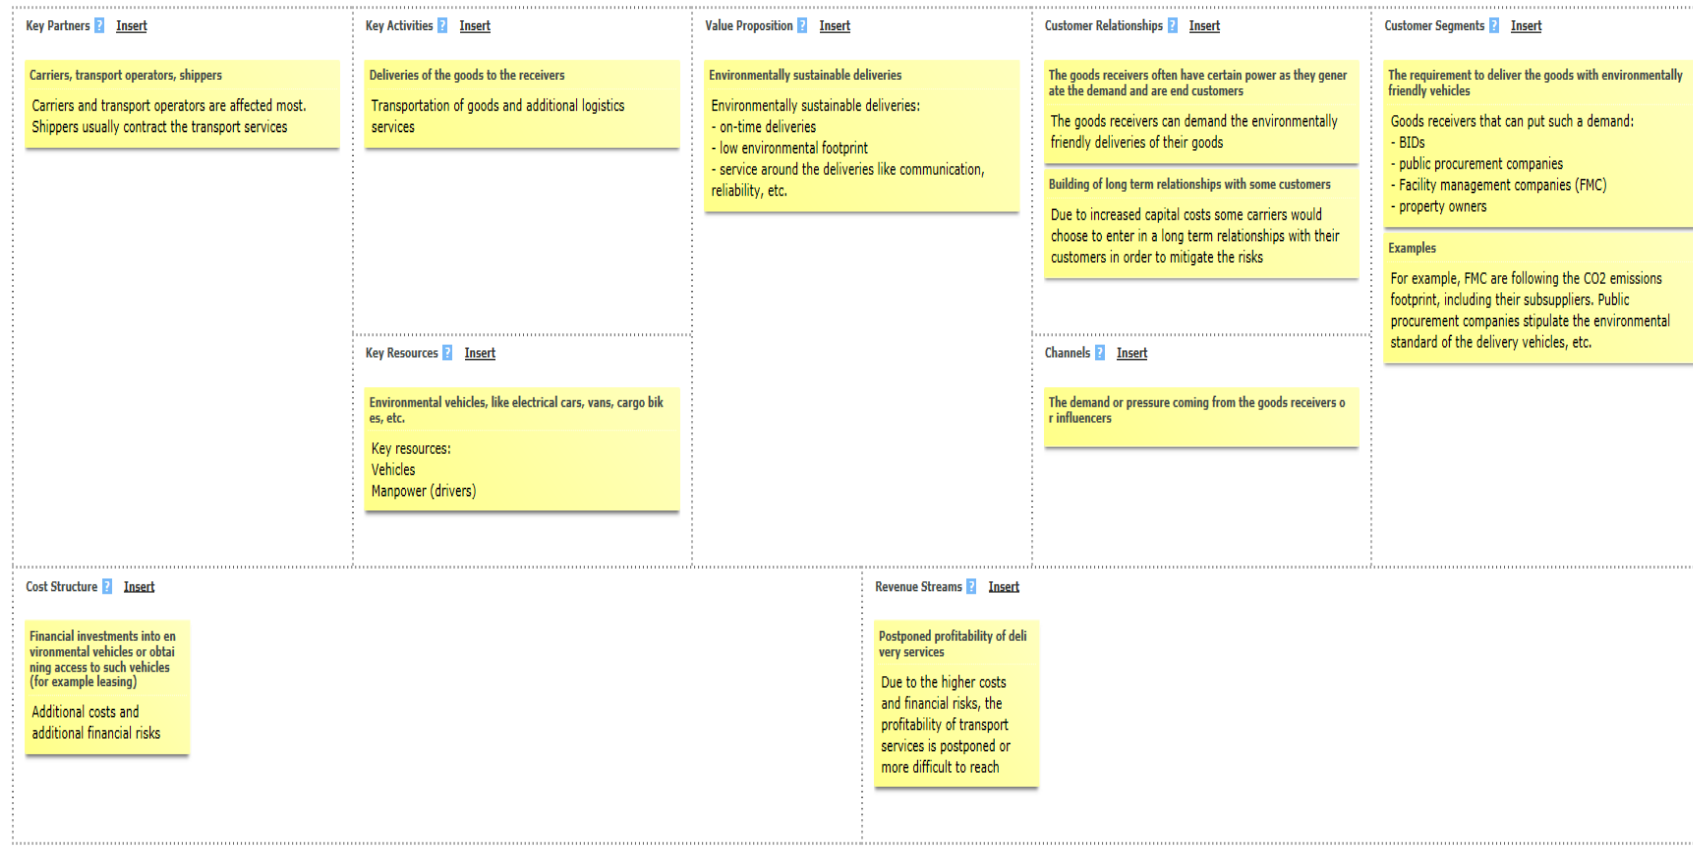 Key Partners ? Insert
Carriers, transport operators, shippers
Carriers and transport operators are affected most.
Shippers usually contract the transport services
Key Activities ? Insert
Deliveries of the goods to the receivers
Transportation of goods and additional logistics
services
Key Resources ? Insert
Environmental vehicles, like electrical cars, vans, cargo bik
es, etc.
Key resources:
Vehicles
Manpower (drivers)
Value Proposition ? Insert
Environmentally sustainable deliveries
Environmentally sustainable deliveries:
- on-time deliveries
- low environmental footprint
- service around the deliveries like communication,
reliability, etc.
Customer Relationships ? Insert
The goods receivers often have certain power as they gener
ate the demand and are end customers
The goods receivers can demand the environmentally
friendly deliveries of their goods
Building of long term relationships with some customers
Due to increased capital costs some carriers would
choose to enter in a long term relationships with their
customers in order to mitigate the risks
Channels ? Insert
The demand or pressure coming from the goods receivers o
r influencers
Customer Segments ? Insert
The requirement to deliver the goods with environmentally
friendly vehicles
Goods receivers that can put such a demand:
- BIDs
- public procurement companies
- Facility management companies (FMC)
- property owners
Examples
For example, FMC are following the CO2 emissions
footprint, including their subsuppliers. Public
procurement companies stipulate the environmental
standard of the delivery vehicles, etc.
Cost Structure ? Insert
Financial investments into en
vironmental vehicles or obtai
ning access to such vehicles
(for example leasing)
Additional costs and
additional financial risks
Revenue Streams ? Insert
Postponed profitability of deli
very services
Due to the higher costs
and financial risks, the
profitability of transport
services is postponed or
more difficult to reach